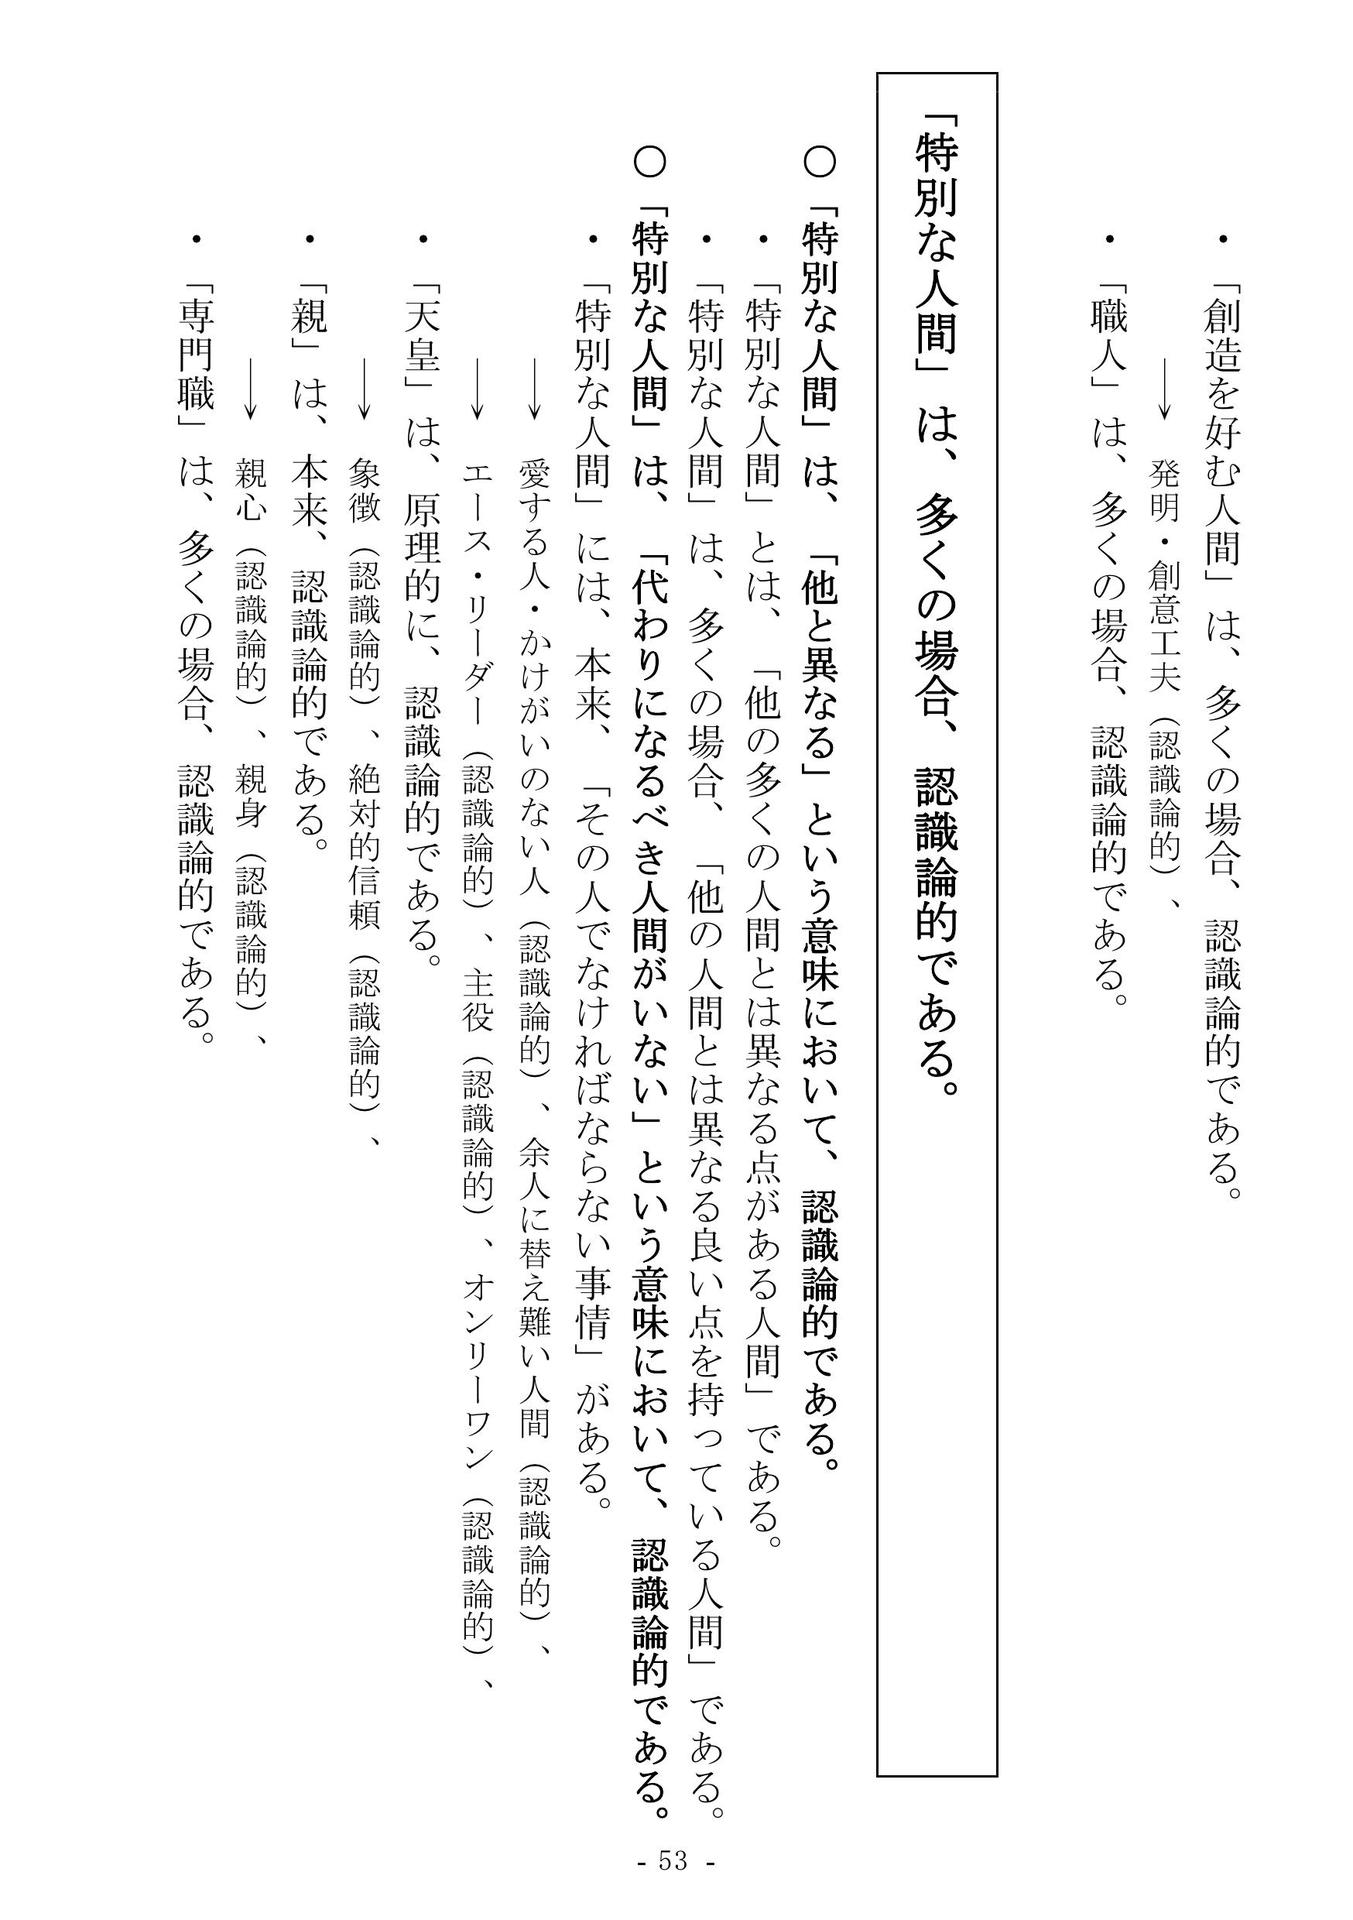 ・「創造を好む人間」は、多くの場合、認識論的である。
→ 発明・創意工夫（認識論的）、
・「職人」は、多くの場合、認識論的である。
「特別な人間」は、多くの場合、認識論的である。
○「特別な人間」は、「他と異なる」という意味において、認識論的である。
・「特別な人間」とは、「他の多くの人間とは異なる点がある人間」である。
・「特別な人間」は、多くの場合、「他の人間とは異なる良い点を持っている人間」である。
○「特別な人間」は、「代わりになるべき人間がいない」という意味において、認識論的である。
・「特別な人間」には、本来、「その人でなければならない事情」がある。
→ 愛する人・かけがいのない人（認識論的）、余人に替え難い人間（認識論的）、
→ エース・リーダー（認識論的）、主役（認識論的）、オンリーワン（認識論的）、
・「天皇」は、原理的に、認識論的である。
→ 象徴（認識論的）、絶対的信頼（認識論的）、
・「親」は、本来、認識論的である。
→ 親心（認識論的）、親身（認識論的）、
・「専門職」は、多くの場合、認識論的である。
- 53 -